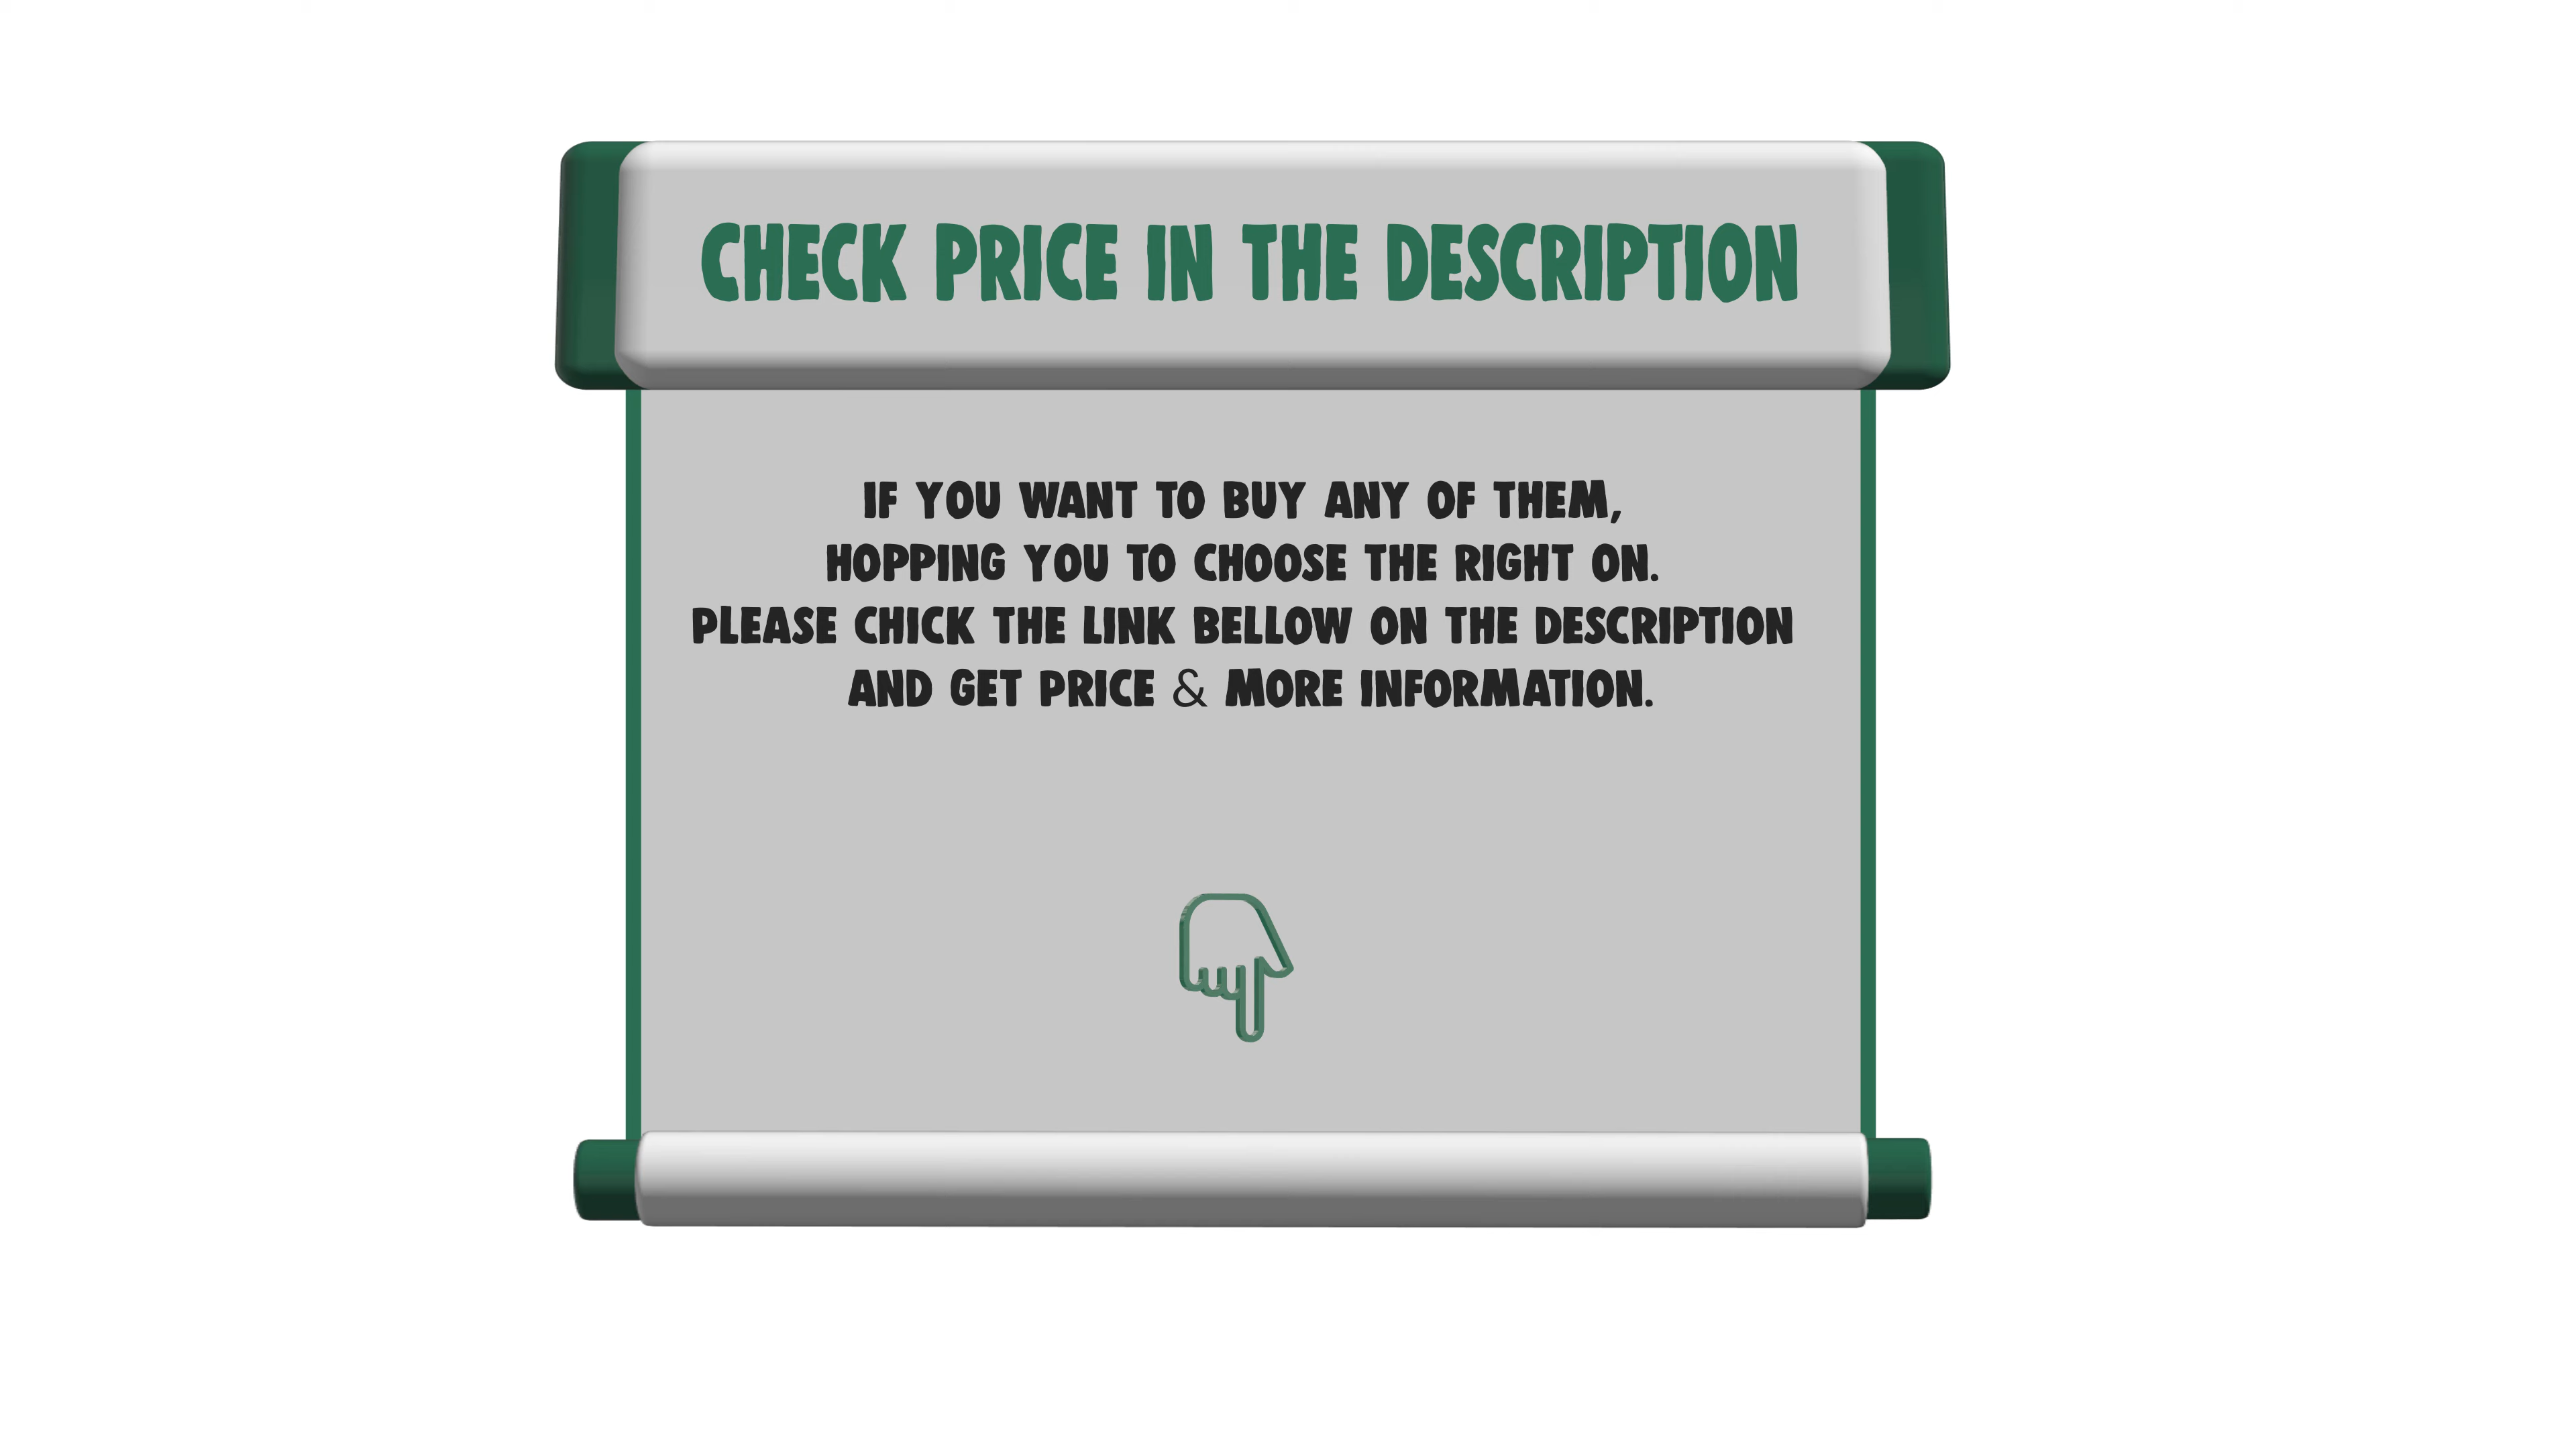 CHECK PRICE IN THE DESCRIPTION
IF YOU WANT TO BUY ANY OF THEM,
HOPPING YOU TO CHOOSE THE RIGHT ON.
PLEASE CHICK THE LINK BELLOW ON THE DESCRIPTION
AND GET PRICE & MORE INFORMATION.